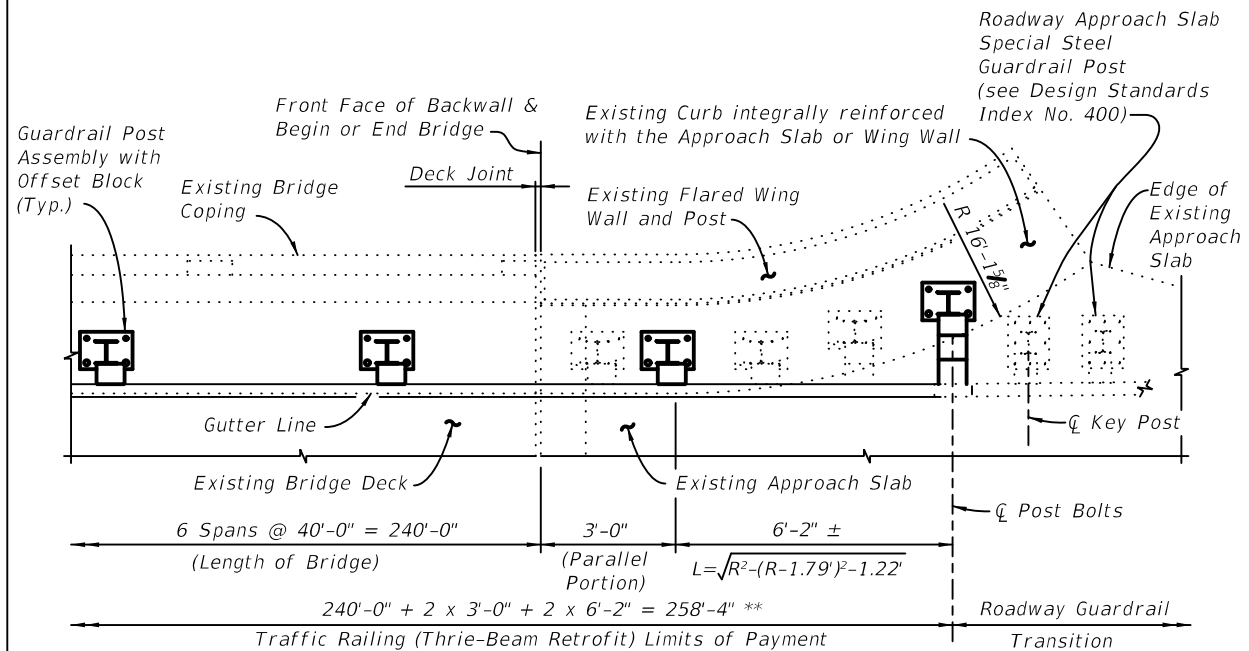 Roadway Approach Slab
Special Steel
Guardrail Post
(see Design Standards
Index No. 400)
Front Face of Backwall &
Begin or End Bridge
Existing Curb integrally reinforced
with the Approach Slab or Wing Wall
Guardrail Post
Assembly with
Offset Block
(Typ.)
Existing Bridge
Coping
Deck Joint
Existing Flared Wing
Wall and Post
Edge of
Existing
Approach
Slab
R 16'-1⅝"
Gutter Line
℄ Key Post
Existing Bridge Deck
Existing Approach Slab
℄ Post Bolts
6 Spans @ 40'-0" = 240'-0"
(Length of Bridge)
3'-0"
(Parallel
Portion)
6'-2" ±
L=√R²-(R-1.79')²-1.22'
240'-0" + 2 x 3'-0" + 2 x 6'-2" = 258'-4" **
Traffic Railing (Thrie-Beam Retrofit) Limits of Payment
Roadway Guardrail
Transition